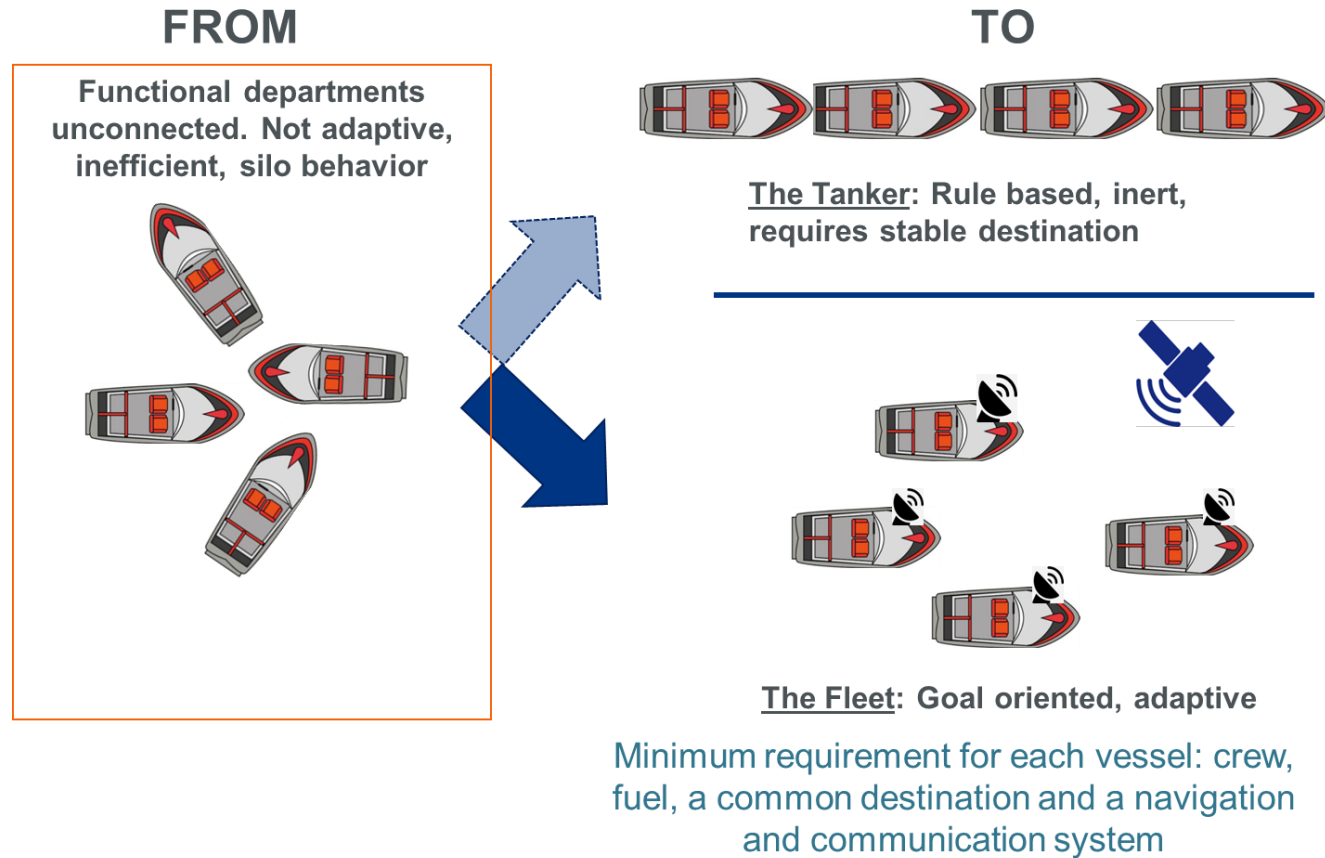 FROM
Functional departments
unconnected. Not adaptive,
inefficient, silo behavior
TO
The Tanker: Rule based, inert,
requires stable destination
The Fleet: Goal oriented, adaptive
Minimum requirement for each vessel: crew,
fuel, a common destination and a navigation
and communication system